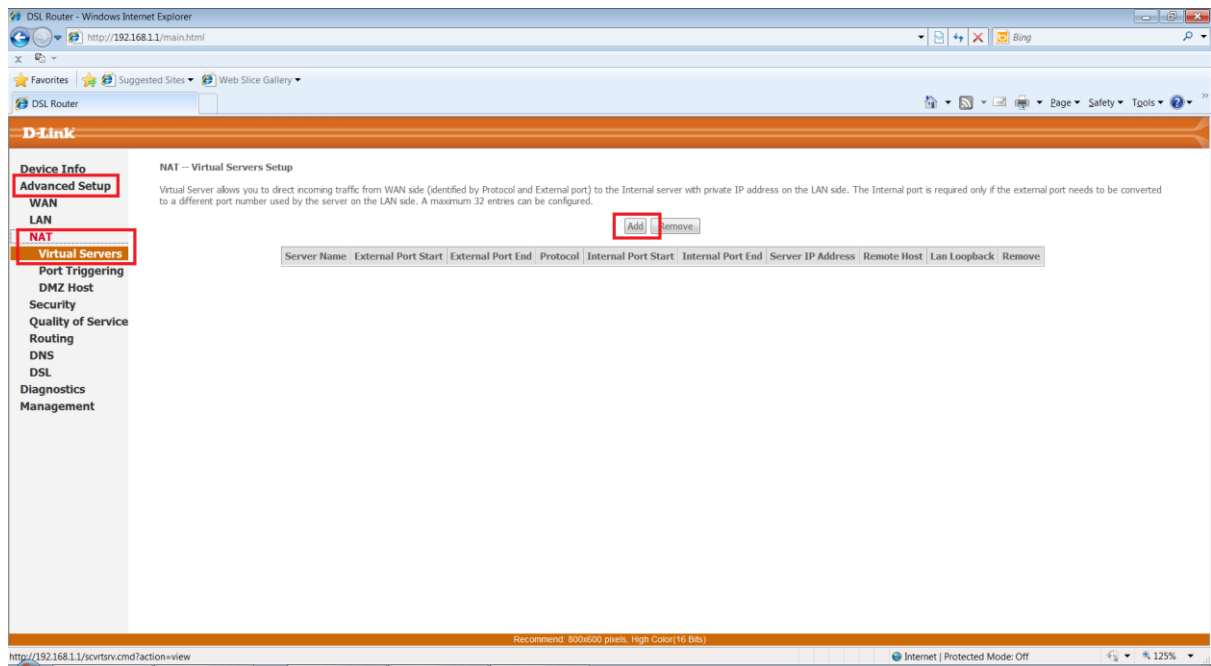 DSL Router - Windows Internet Explorer
http://192.168.1.1/main.html
Bing
x
Favorites
Suggested Sites
Web Slice Gallery
DSL Router
Page
Safety
Tools
D-Link
Device Info
Advanced Setup
WAN
LAN
NAT
Virtual Servers
Port Triggering
DMZ Host
Security
Quality of Service
Routing
DNS
DSL
Diagnostics
Management
NAT -- Virtual Servers Setup
Virtual Server allows you to direct incoming traffic from WAN side (identified by Protocol and External port) to the Internal server with private IP address on the LAN side. The Internal port is required only if the external port needs to be converted
to a different port number used by the server on the LAN side. A maximum 32 entries can be configured.
Add Remove
Server Name External Port Start External Port End Protocol Internal Port Start Internal Port End Server IP Address Remote Host Lan Loopback Remove
Recommend: 800x600 pixels, High Color(16 Bits)
http://192.168.1.1/scvrtsrv.cmd?action=view
Internet | Protected Mode: Off
125%